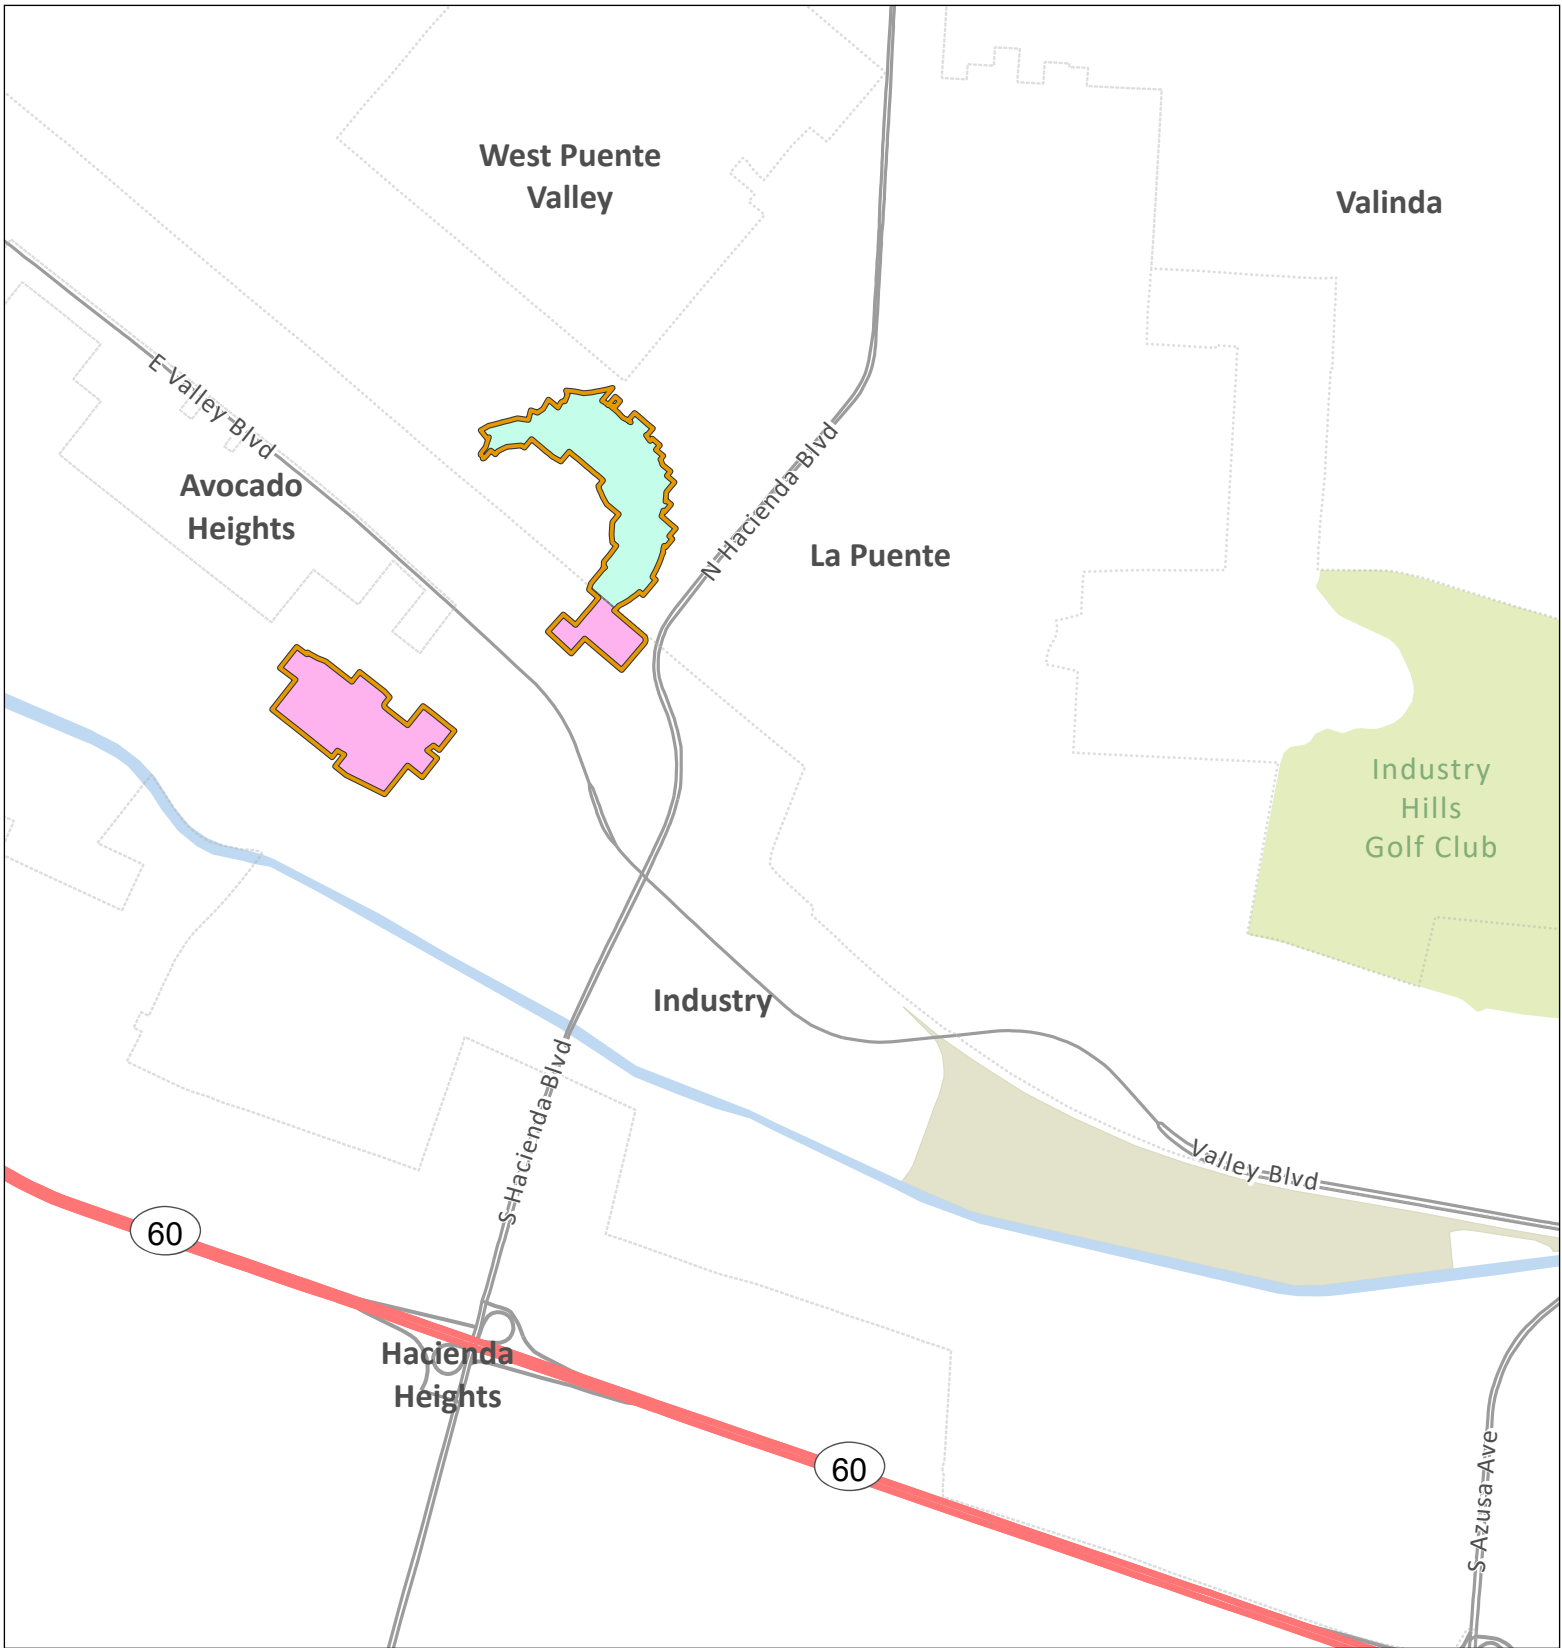 West Puente
Valley
Valinda
E Valley Blvd
N Hacienda Blvd
Avocado
Heights
La Puente
Industry
Hills
Golf Club
Industry
S Hacienda Blvd
Valley Blvd
60
Hacienda
Heights
60
S Azusa Ave